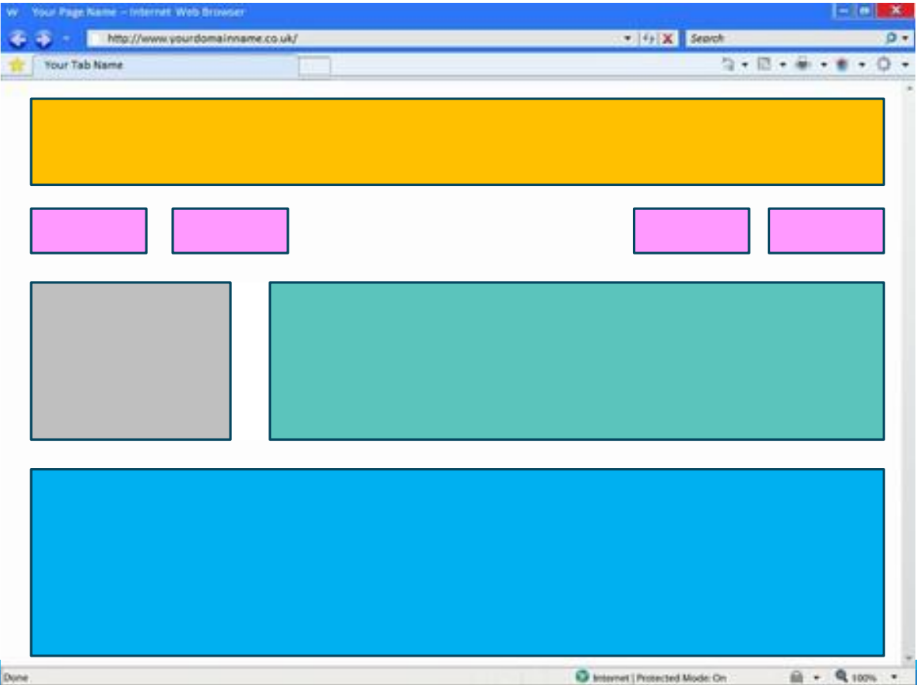 Your Page Name – Internet Web Browser
http://www.yourdomainname.co.uk/
Search
Your Tab Name
Done
Internet | Protected Mode: On
100%